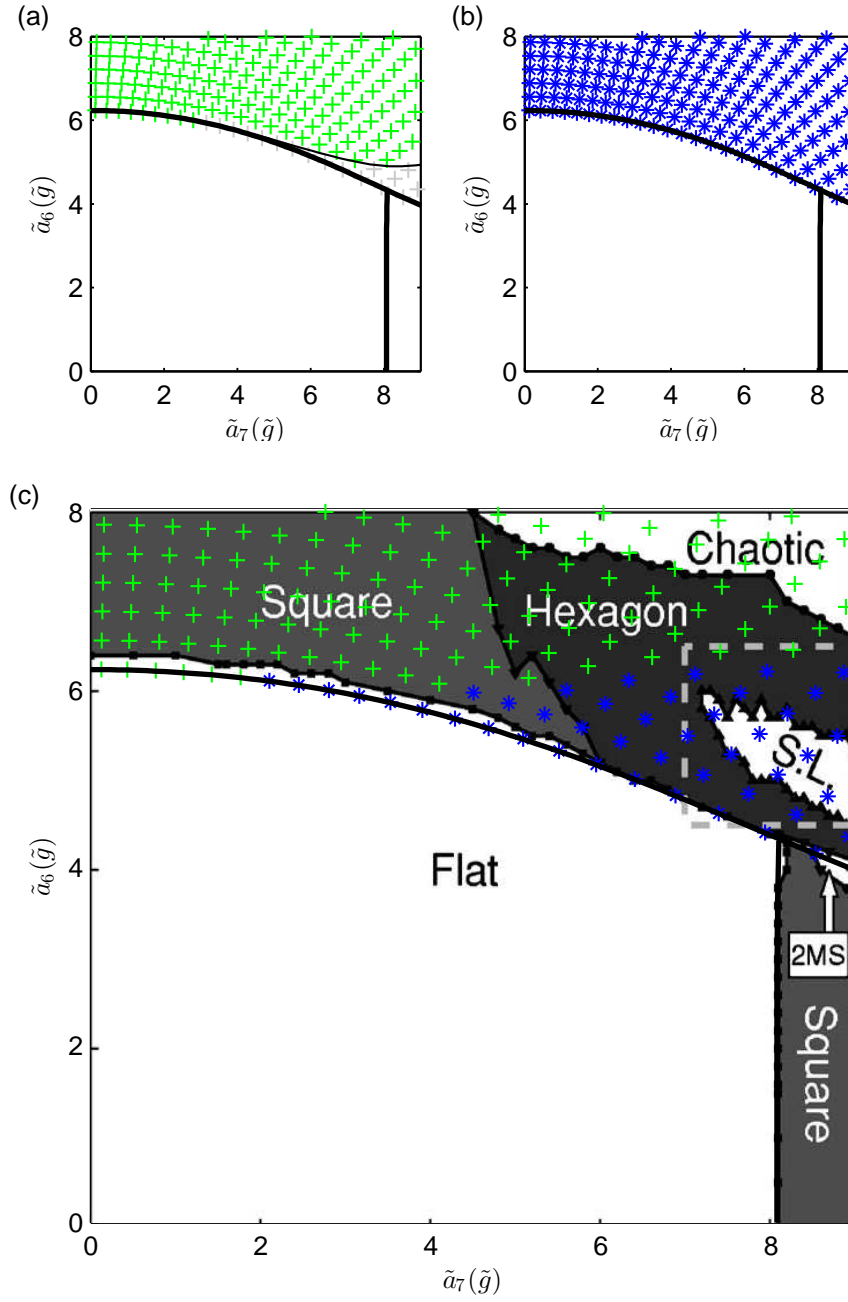 (a)
8
6
4
2
0
ã₆(g̃)
0 2 4 6 8
ã₇(g̃)
(b)
8
6
4
2
0
ã₆(g̃)
0 2 4 6 8
ã₇(g̃)
(c)
8
6
4
2
0
ã₆(g̃)
Chaotic
Square
Hexagon
S.L.
Flat
2MS
Square
0 2 4 6 8
ã₇(g̃)